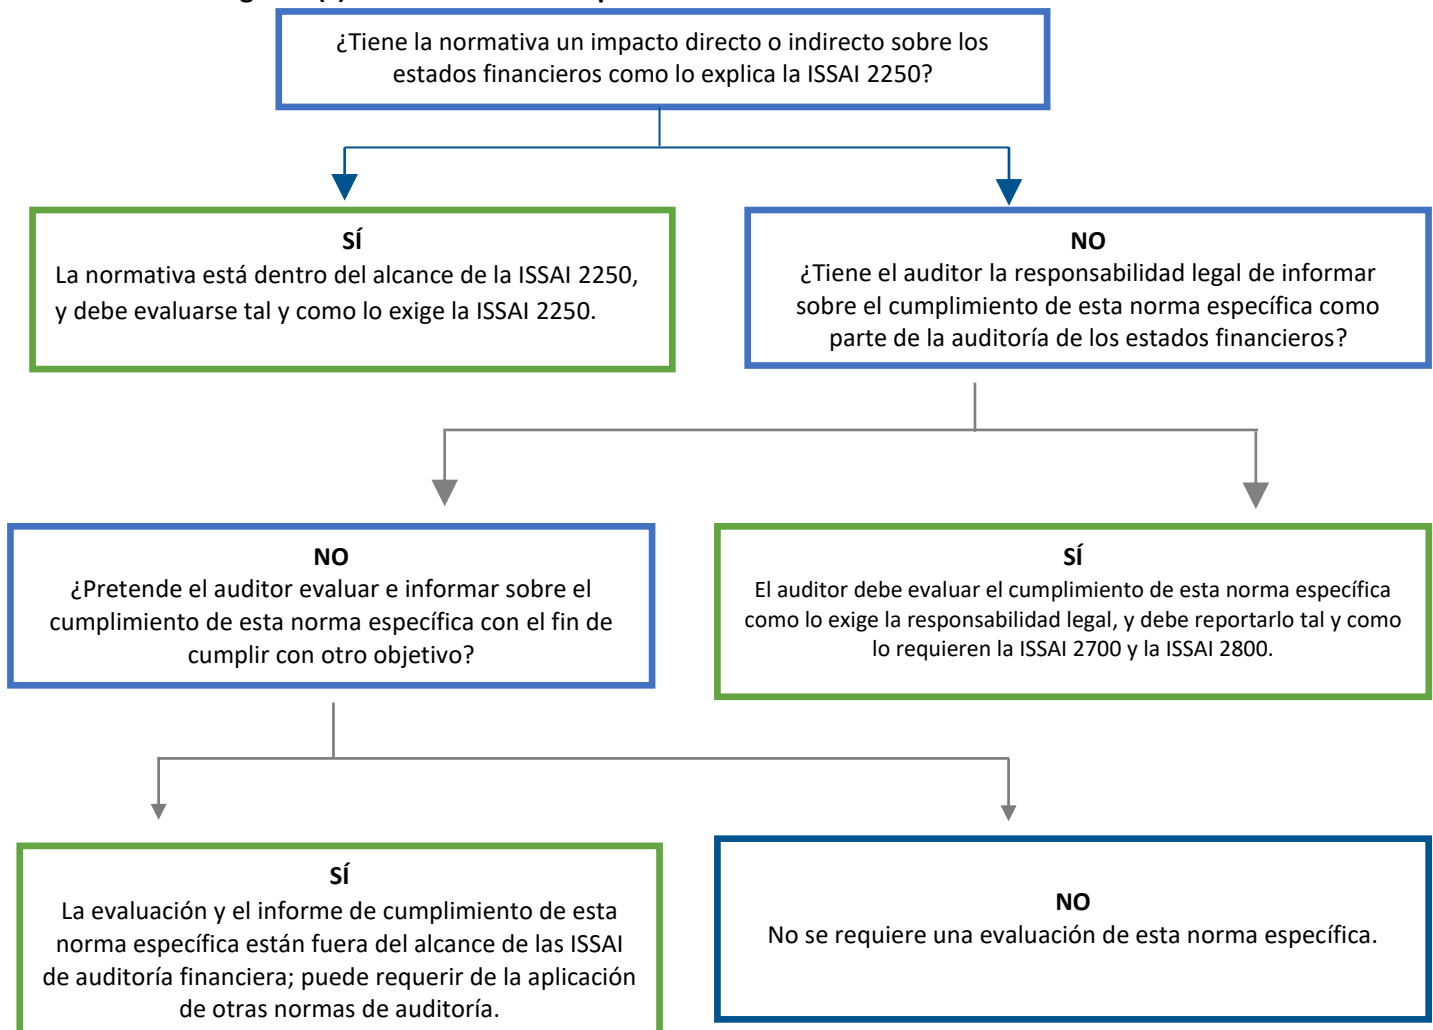 ¿Tiene la normativa un impacto directo o indirecto sobre los
estados financieros como lo explica la ISSAI 2250?
SÍ
La normativa está dentro del alcance de la ISSAI 2250,
y debe evaluarse tal y como lo exige la ISSAI 2250.
NO
¿Tiene el auditor la responsabilidad legal de informar
sobre el cumplimiento de esta norma específica como
parte de la auditoría de los estados financieros?
NO
¿Pretende el auditor evaluar e informar sobre el
cumplimiento de esta norma específica con el fin de
cumplir con otro objetivo?
SÍ
El auditor debe evaluar el cumplimiento de esta norma específica
como lo exige la responsabilidad legal, y debe reportarlo tal y como
lo requieren la ISSAI 2700 y la ISSAI 2800.
SÍ
La evaluación y el informe de cumplimiento de esta
norma específica están fuera del alcance de las ISSAI
de auditoría financiera; puede requerir de la aplicación
de otras normas de auditoría.
NO
No se requiere una evaluación de esta norma específica.